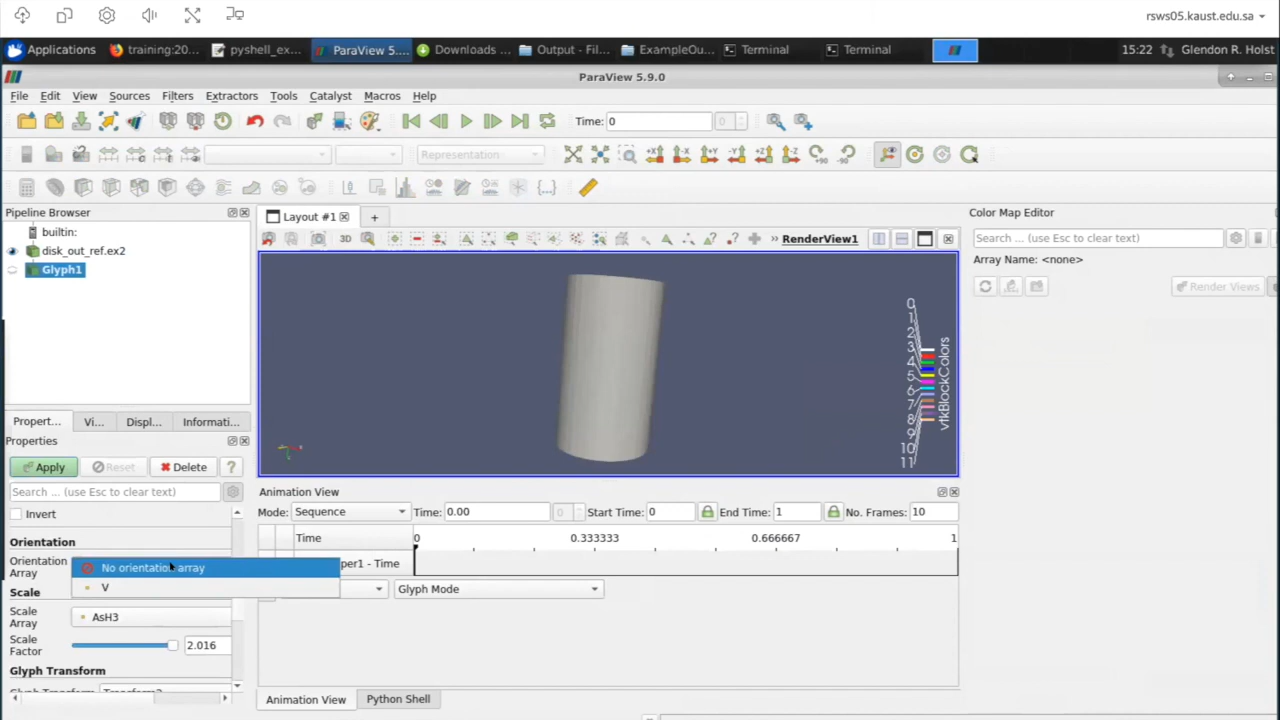 rsws05.kaust.edu.sa
Applications training:20... pyshell_ex... ParaView 5.... Downloads ... Output - Fil... ExampleOu... Terminal Terminal 15:22 Glendon R. Holst
ParaView 5.9.0
File Edit View Sources Filters Extractors Tools Catalyst Macros Help
Time: 0 0
Representation
Pipeline Browser
builtin:
disk_out_ref.ex2
Glyph1
Layout #1 +
3D RenderView1
0
1
2
3
4
5
6
7
8
9
10
11
vtkBlockColors
Color Map Editor
Search ... (use Esc to clear text)
Array Name: <none>
Render Views
Propert... Vi... Displ... Informati...
Properties
Apply Reset Delete ?
Search ... (use Esc to clear text)
Invert
Orientation
Orientation Array
No orientation array
V
Scale
Scale Array AsH3
Scale Factor 2.016
Glyph Transform
Glyph Transform Transform2
Animation View
Mode: Sequence Time: 0.00 0 Start Time: 0 End Time: 1 No. Frames: 10
Time 0 0.333333 0.666667 1
per1 - Time
Glyph Mode
Animation View Python Shell